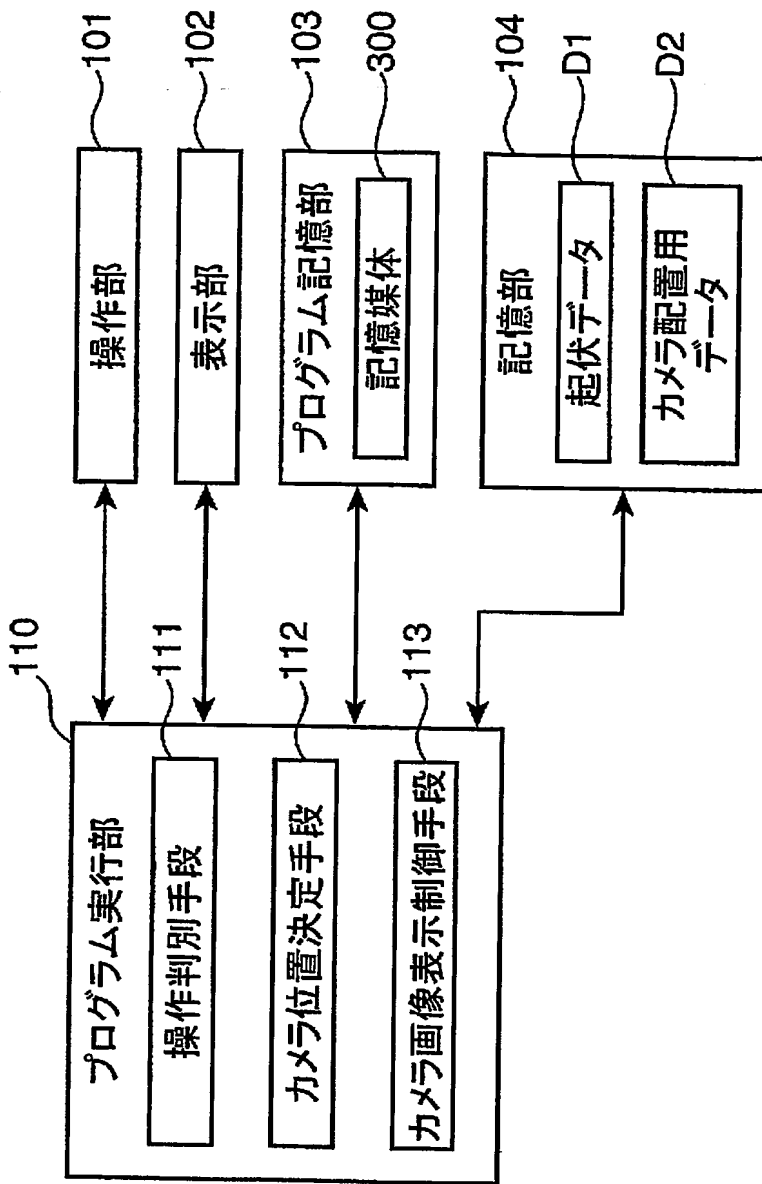 110
プログラム実行部
111
操作判別手段
112
カメラ位置決定手段
113
カメラ画像表示制御手段
操作部
101
表示部
102
プログラム記憶部
103
記憶媒体
300
記憶部
104
起伏データ
D1
カメラ配置用
データ
D2